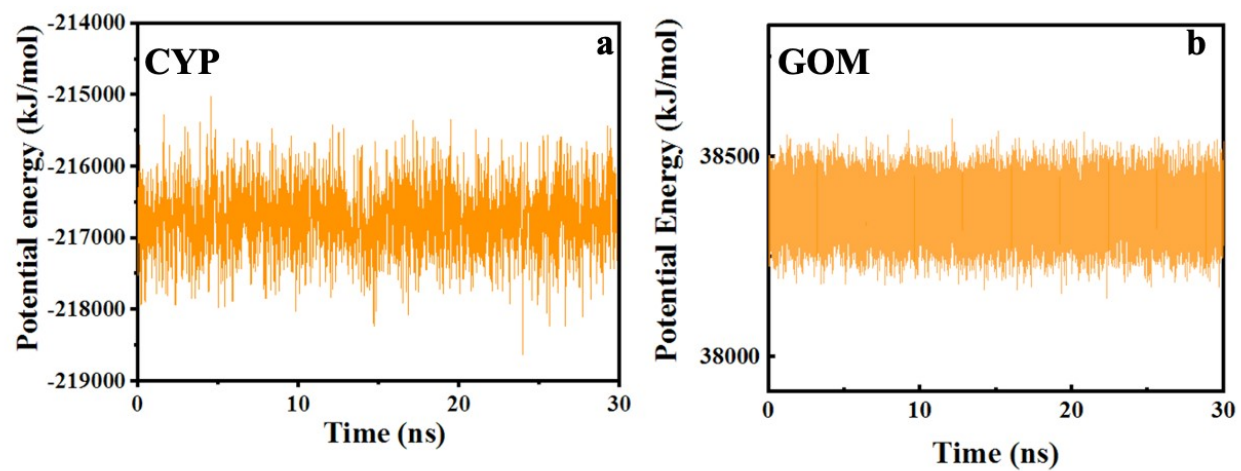 CYP
a
Potential energy (kJ/mol)
-214000
-215000
-216000
-217000
-218000
-219000
0
10
20
30
Time (ns)
GOM
b
Potential Energy (kJ/mol)
38500
38000
0
10
20
30
Time (ns)